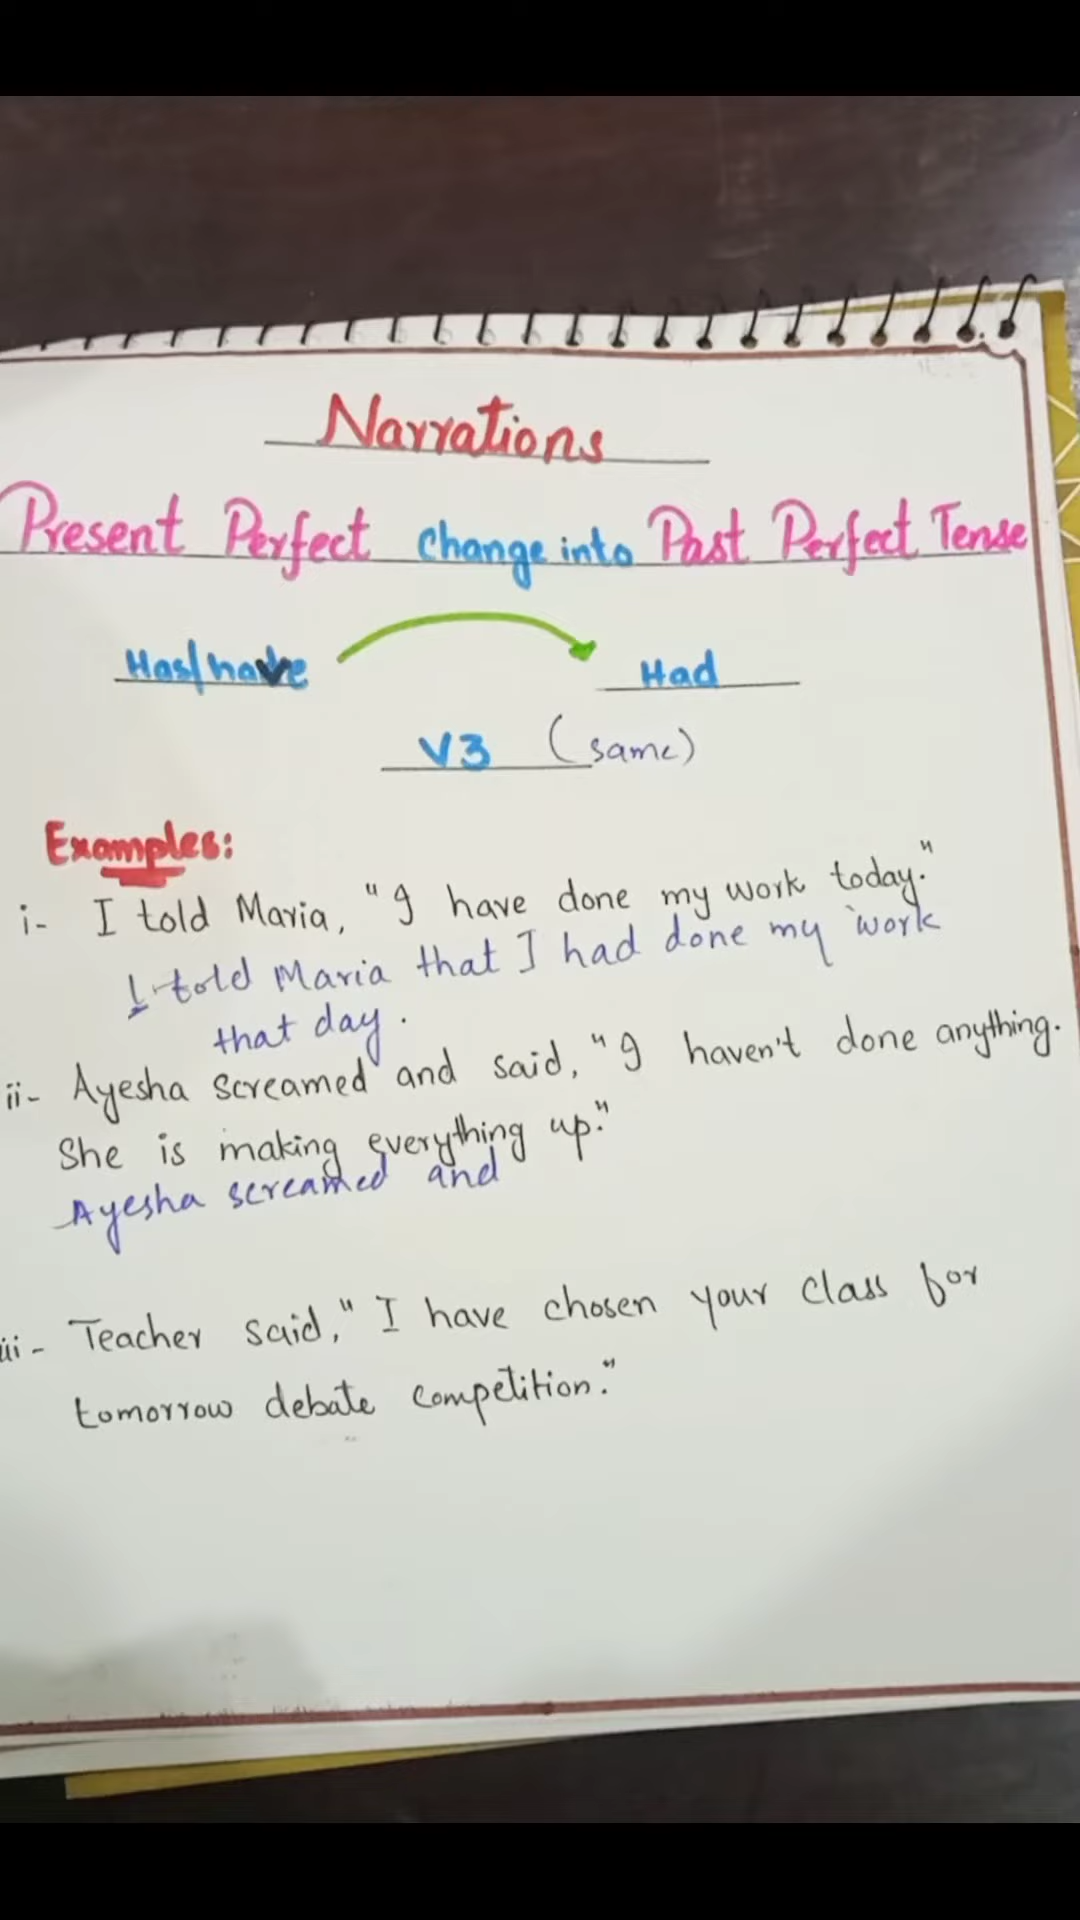 Narrations
Present Perfect change into Past Perfect Tense
Has/have Had
V3 (same)
Examples:
i- I told Maria, "I have done my work today."
I told Maria that I had done my work
that day.
ii- Ayesha screamed and said, "I haven't done anything.
She is making everything up."
Ayesha screamed and
iii- Teacher said, "I have chosen your class for
tomorrow debate competition."